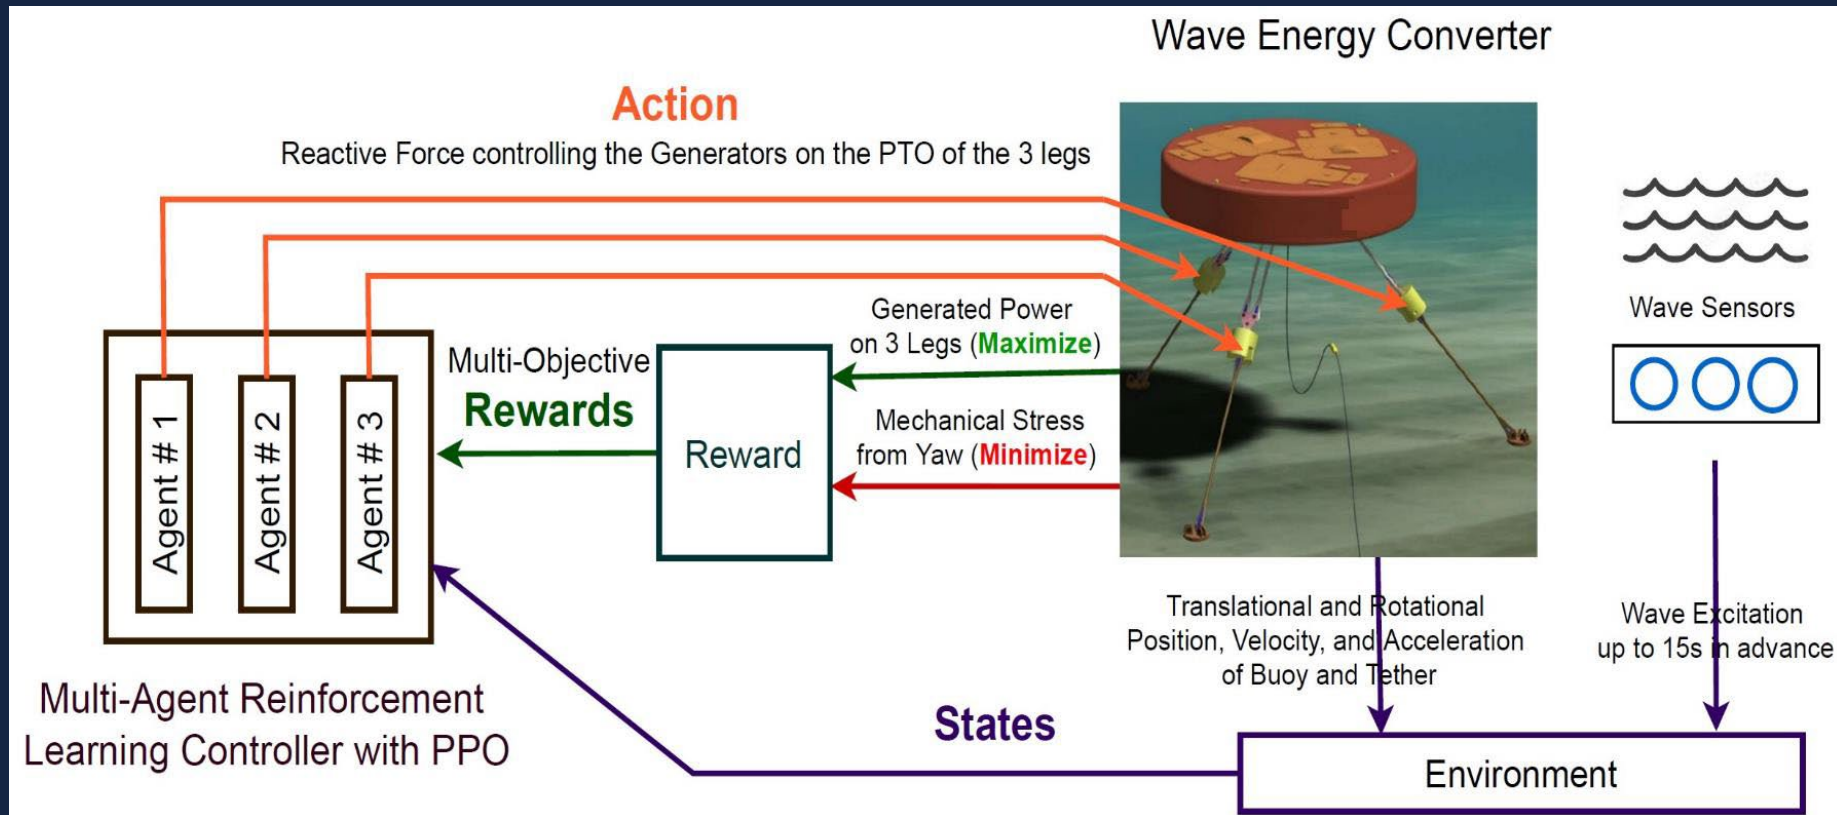 Wave Energy Converter
Action
Reactive Force controlling the Generators on the PTO of the 3 legs
Generated Power
on 3 Legs (Maximize)
Multi-Objective
Rewards
Reward
Mechanical Stress
from Yaw (Minimize)
Agent # 1
Agent # 2
Agent # 3
Wave Sensors
Translational and Rotational
Position, Velocity, and Acceleration
of Buoy and Tether
Wave Excitation
up to 15s in advance
Multi-Agent Reinforcement
Learning Controller with PPO
States
Environment